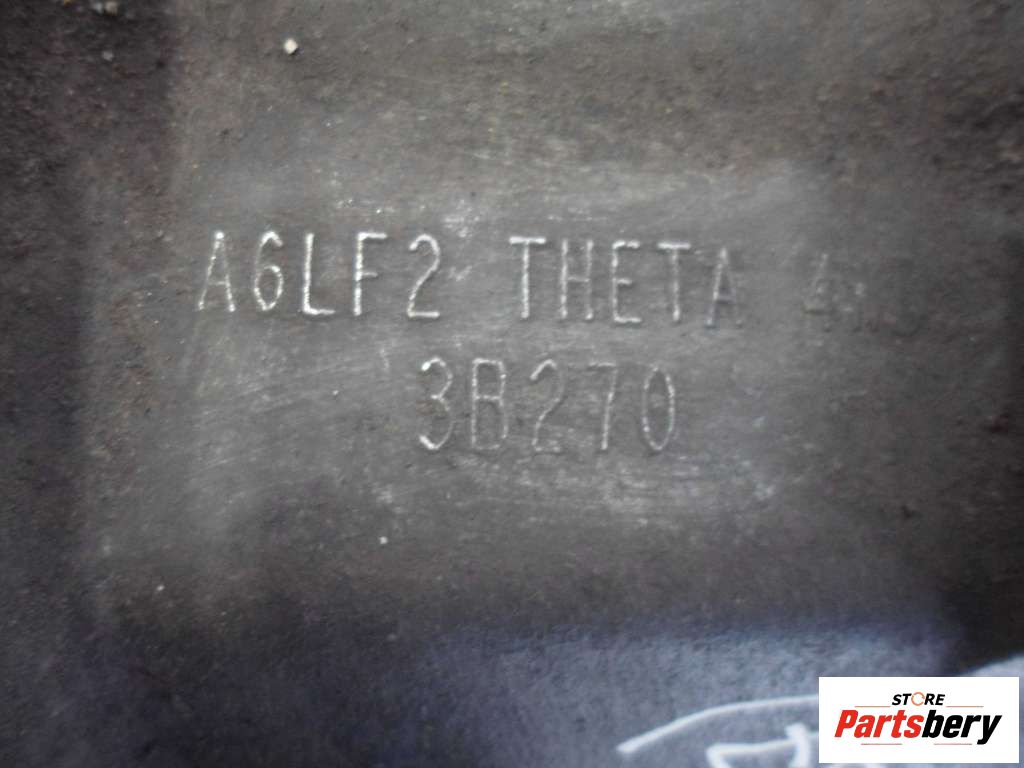 A6LF2 THETA
3B270
STORE
Partsbery